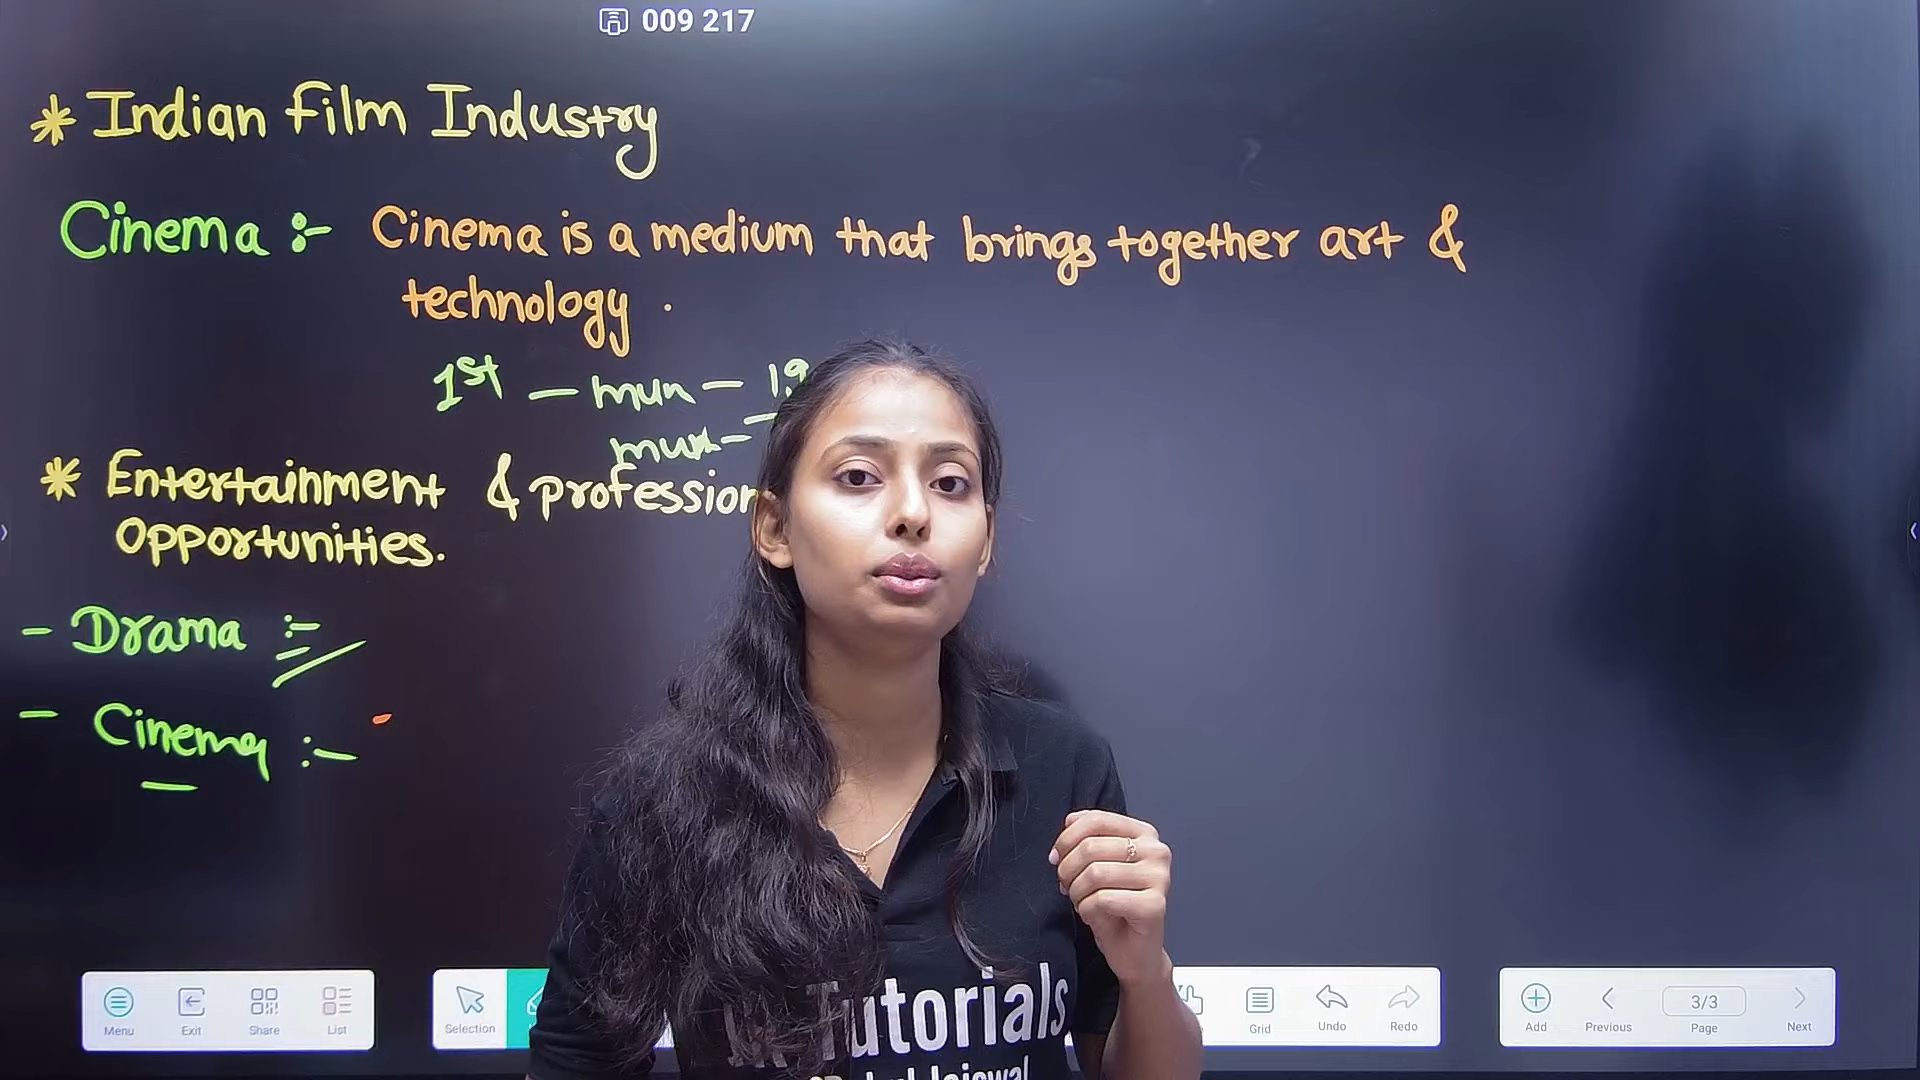 009 217
* Indian Film Industry
Cinema :- Cinema is a medium that brings together art &
technology .
1st - mun - 19
mun -
* Entertainment & profession
Opportunities.
- Drama :-
- Cinema :-
Menu Exit Share List
Selection
Grid Undo Redo
Add Previous 3/3 Page Next
Tutorials